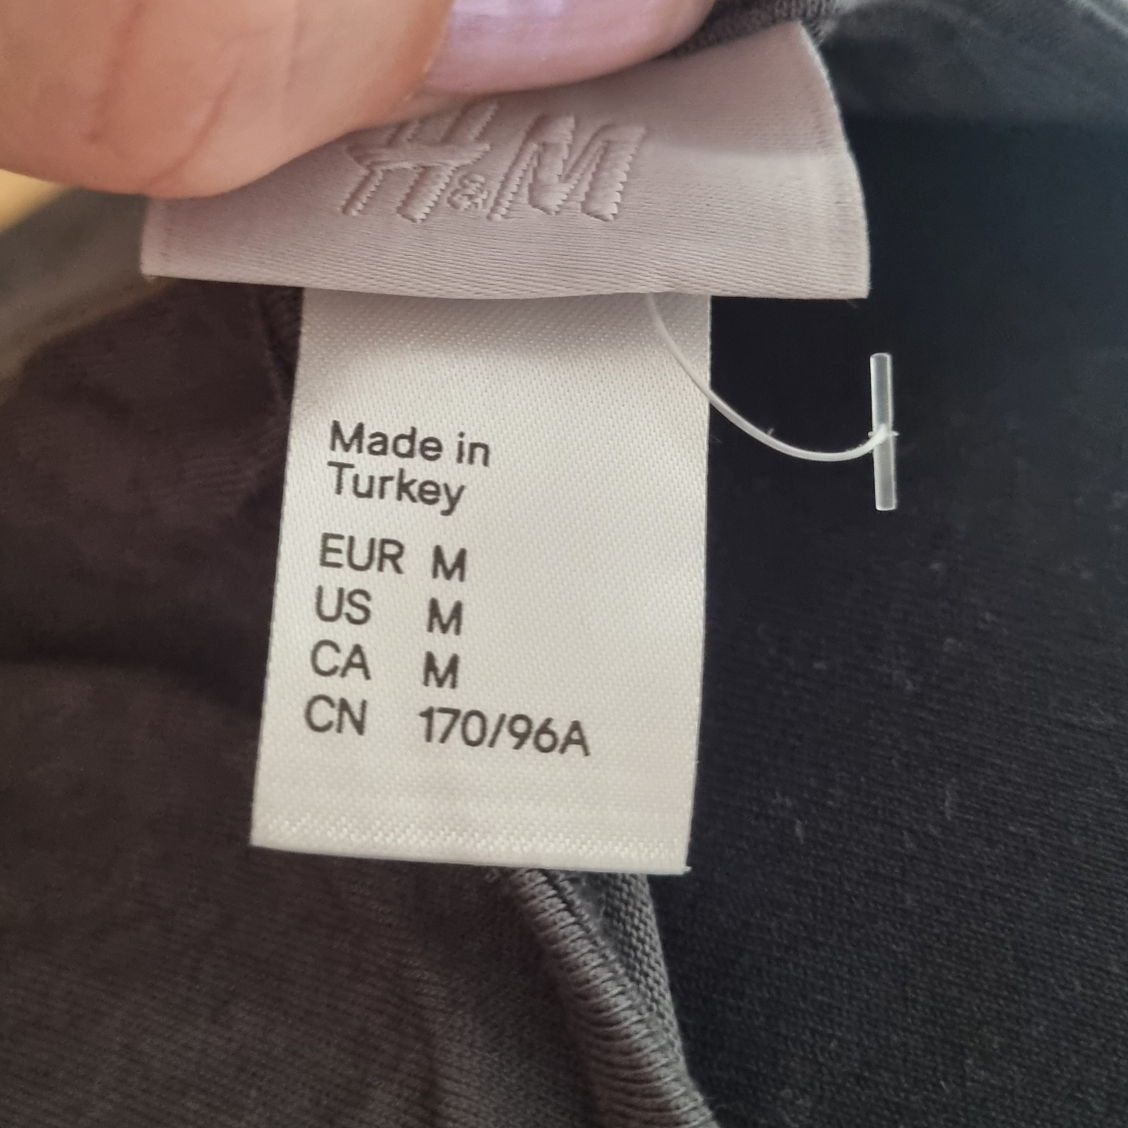 H&M
Made in
Turkey
EUR M
US M
CA M
CN 170/96A